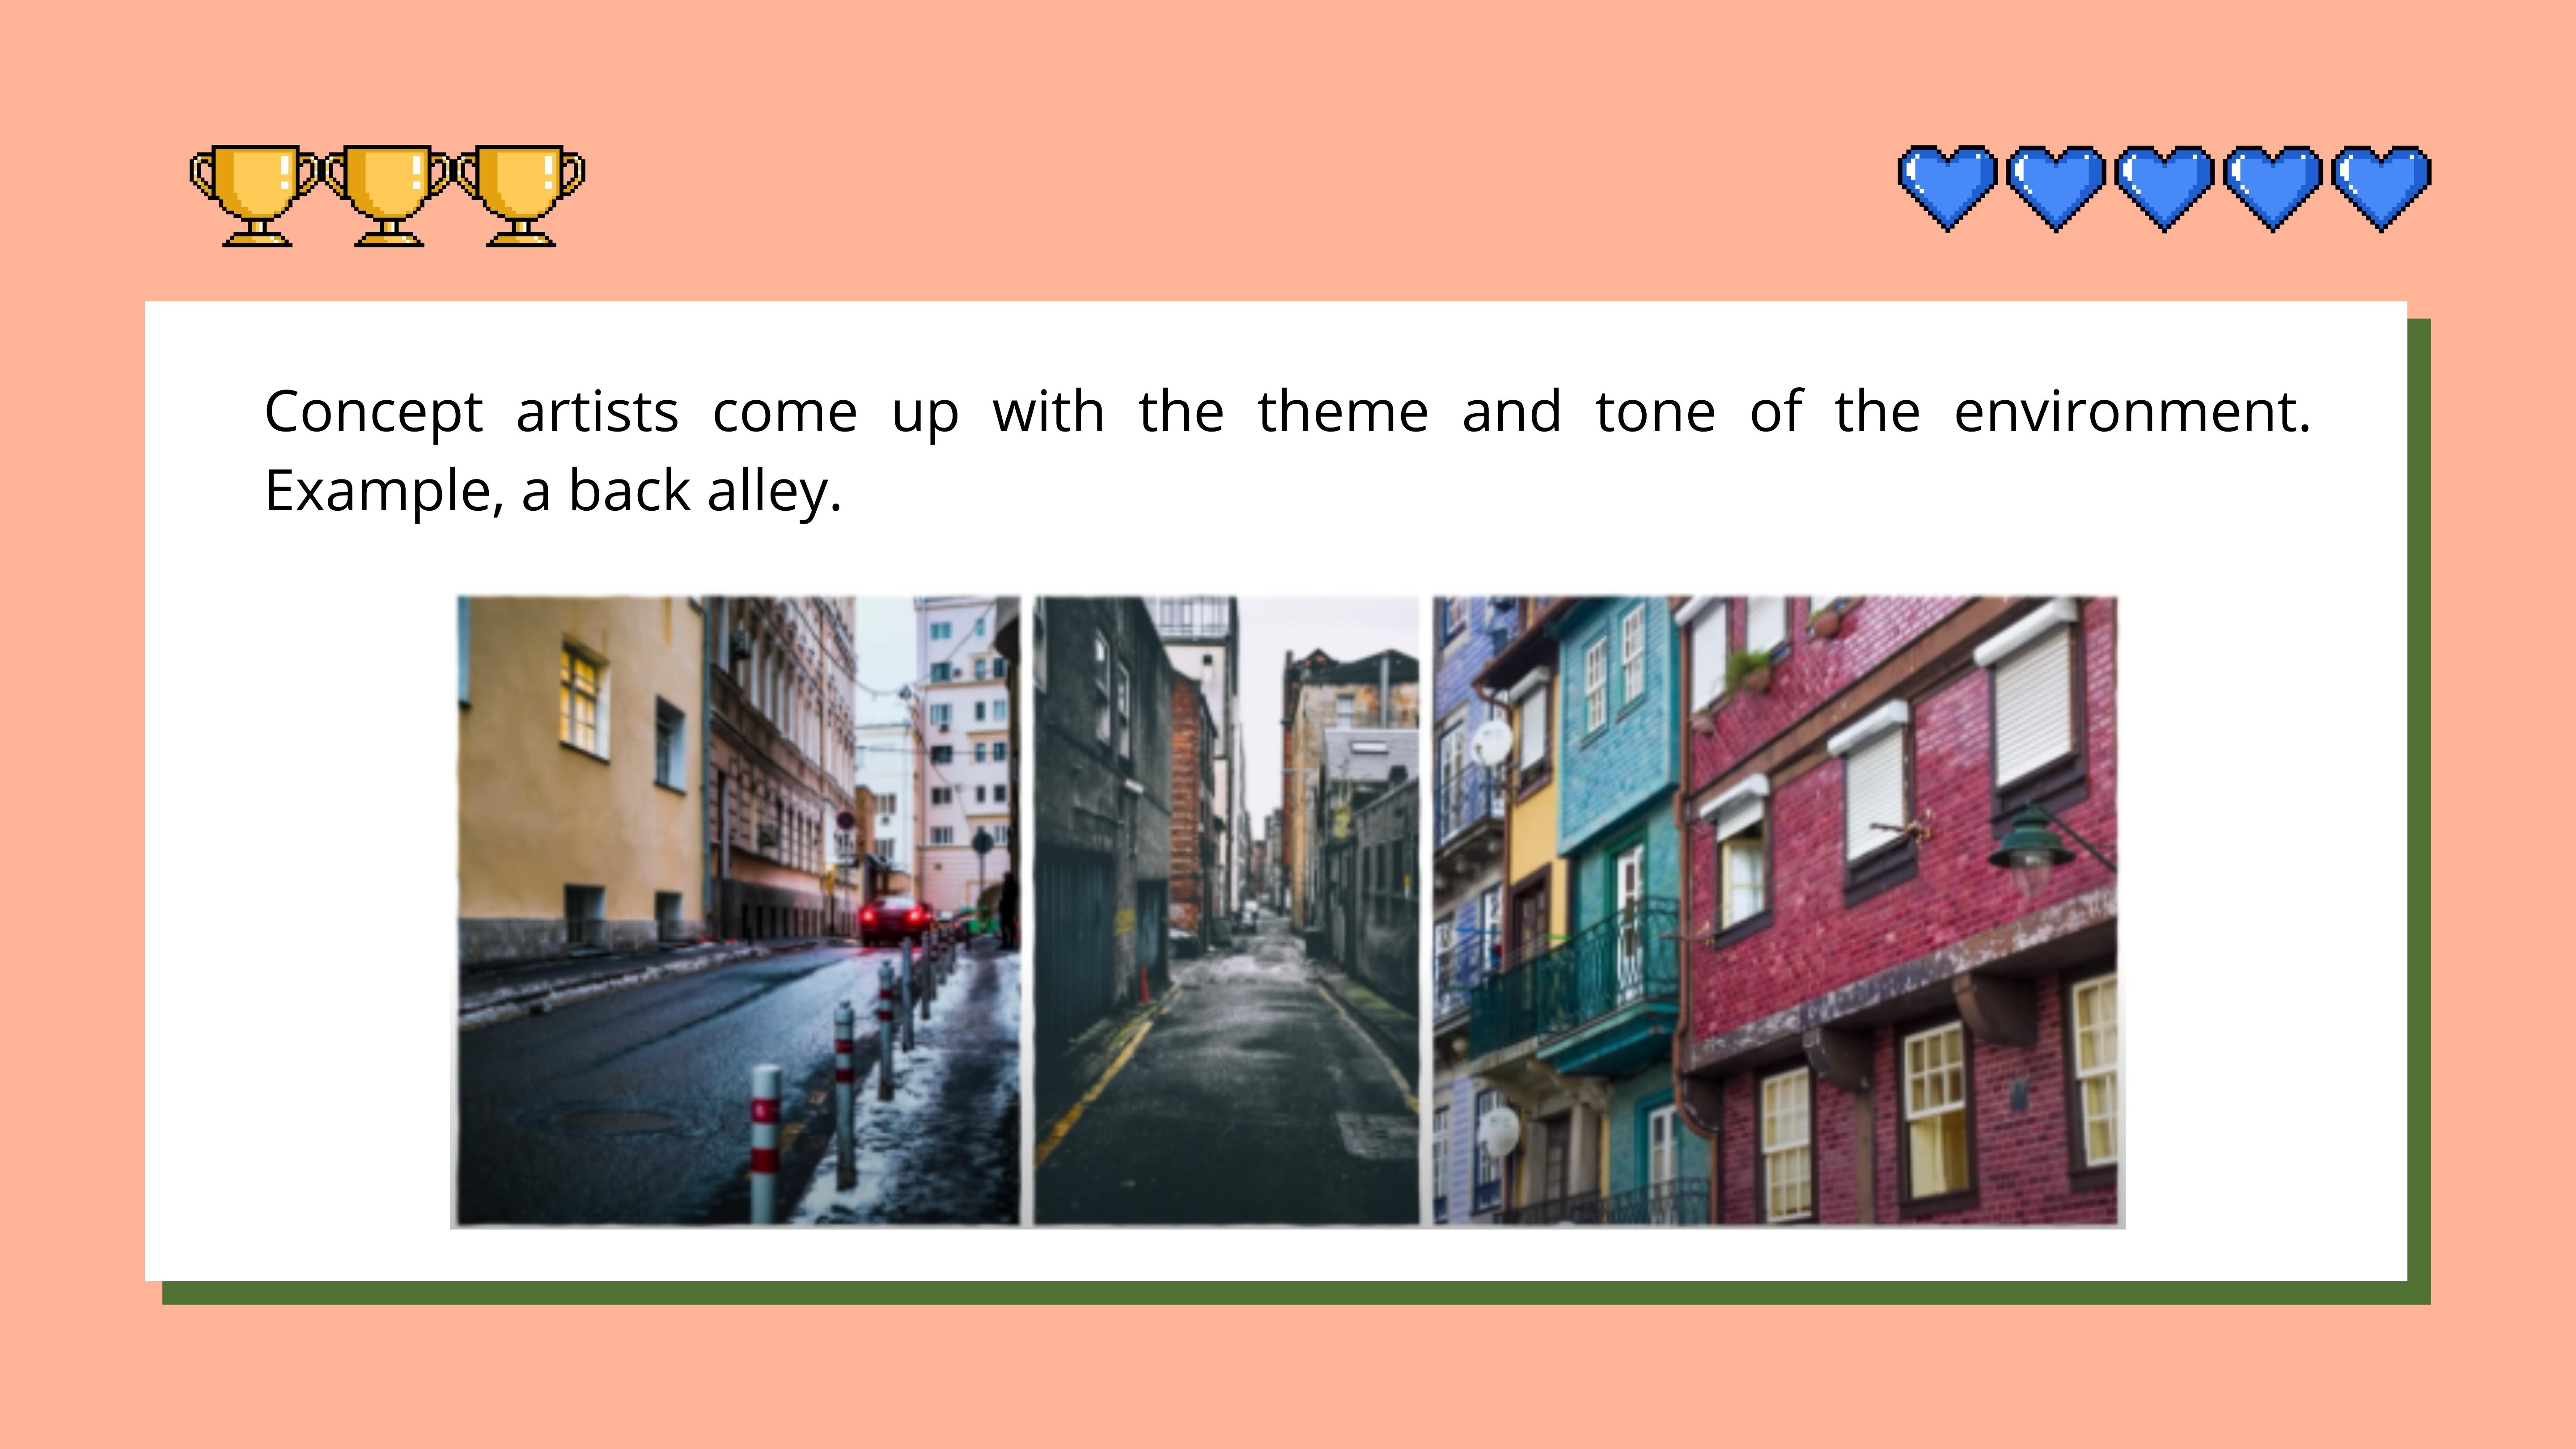 Concept artists come up with the theme and tone of the environment.
Example, a back alley.